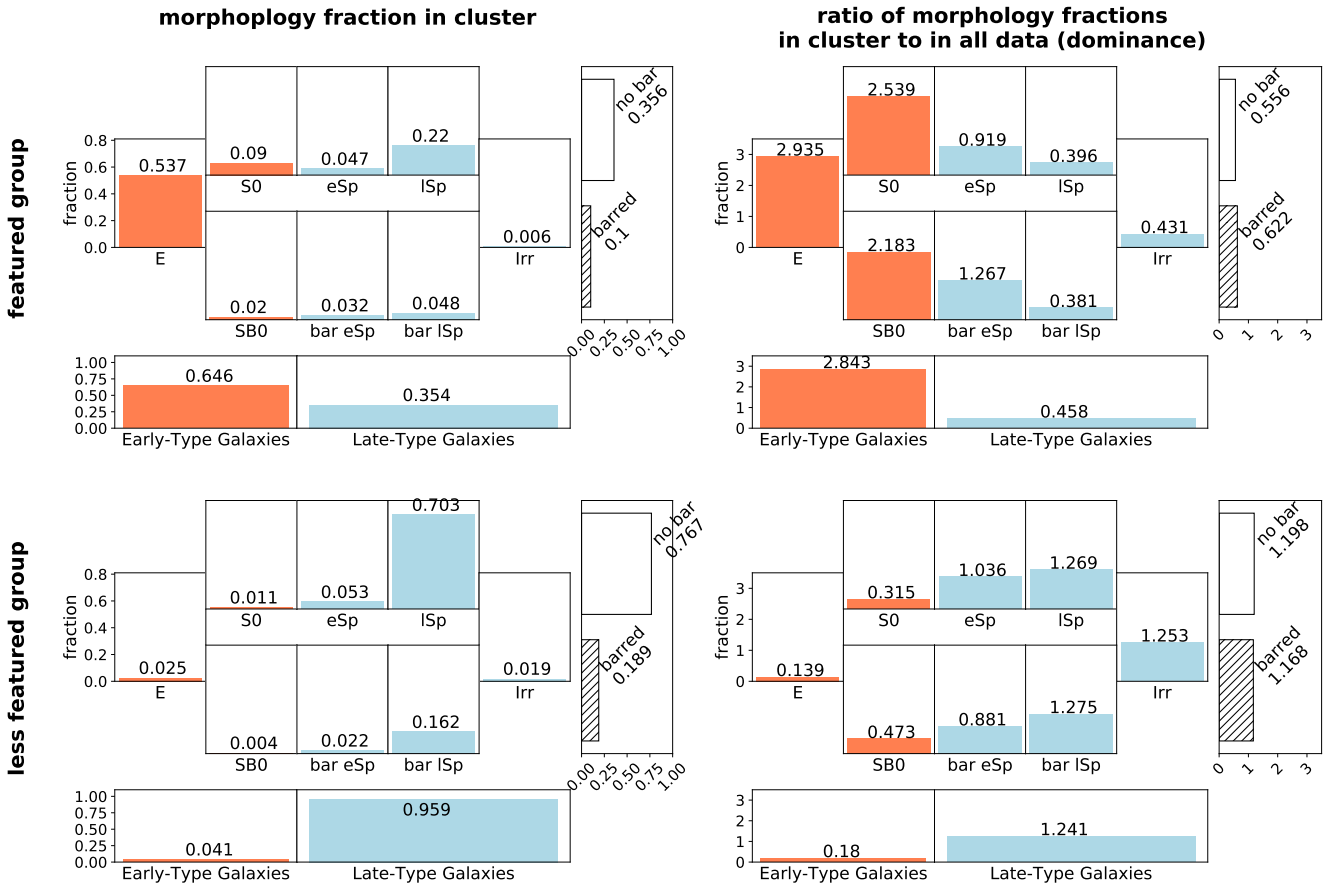 morphoplogy fraction in cluster
ratio of morphology fractions
in cluster to in all data (dominance)
featured group
fraction
0.8
0.6
0.4
0.2
0.0
0.537
E
0.09
S0
0.047
eSp
0.22
lSp
0.02
SB0
0.032
bar eSp
0.048
bar lSp
0.006
Irr
no bar
0.356
barred
0.1
0.00
0.25
0.50
0.75
1.00
1.00
0.75
0.50
0.25
0.00
0.646
Early-Type Galaxies
0.354
Late-Type Galaxies
fraction
3
2
1
0
2.935
E
2.539
S0
0.919
eSp
0.396
lSp
2.183
SB0
1.267
bar eSp
0.381
bar lSp
0.431
Irr
no bar
0.556
barred
0.622
0
1
2
3
3
2
1
0
2.843
Early-Type Galaxies
0.458
Late-Type Galaxies
less featured group
fraction
0.8
0.6
0.4
0.2
0.0
0.025
E
0.011
S0
0.053
eSp
0.703
lSp
0.004
SB0
0.022
bar eSp
0.162
bar lSp
0.019
Irr
no bar
0.767
barred
0.189
0.00
0.25
0.50
0.75
1.00
1.00
0.75
0.50
0.25
0.00
0.041
Early-Type Galaxies
0.959
Late-Type Galaxies
fraction
3
2
1
0
0.139
E
0.315
S0
1.036
eSp
1.269
lSp
0.473
SB0
0.881
bar eSp
1.275
bar lSp
1.253
Irr
no bar
1.198
barred
1.168
0
1
2
3
3
2
1
0
0.18
Early-Type Galaxies
1.241
Late-Type Galaxies